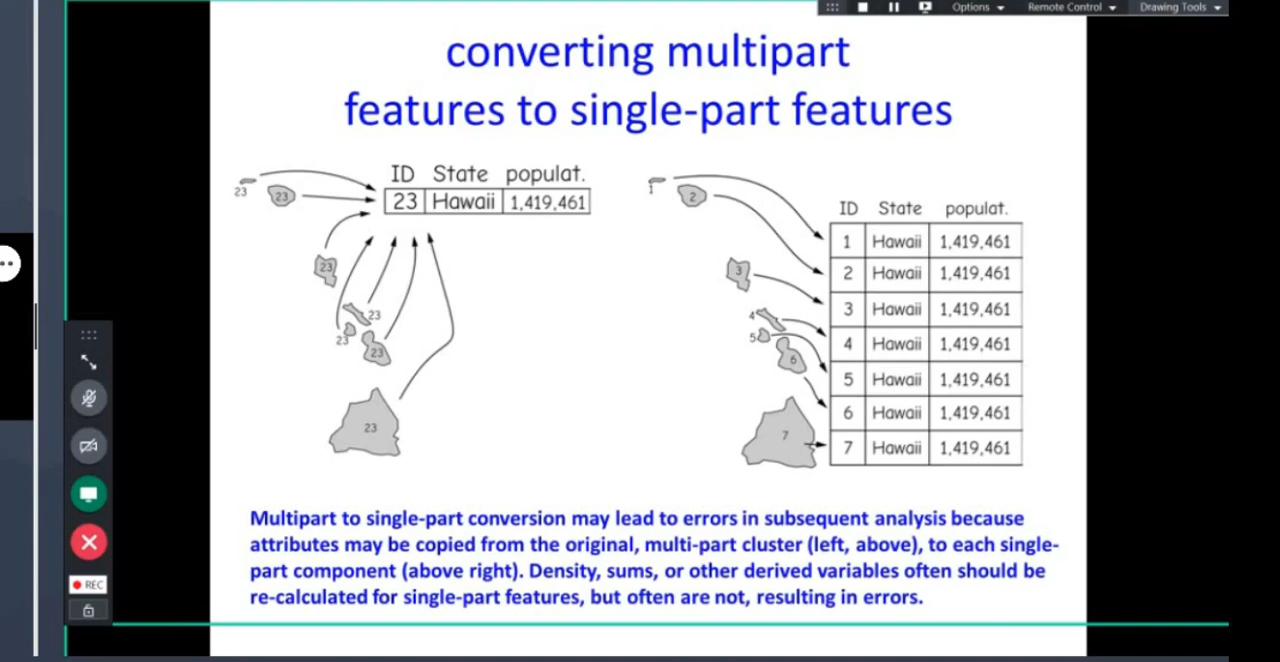 Options
Remote Control
Drawing Tools
converting multipart
features to single-part features
ID State populat.
23 Hawaii 1,419,461
23
23
23
23
23
23
23
ID State populat.
1 Hawaii 1,419,461
2 Hawaii 1,419,461
3 Hawaii 1,419,461
4 Hawaii 1,419,461
5 Hawaii 1,419,461
6 Hawaii 1,419,461
7 Hawaii 1,419,461
1
2
3
4
5
6
7
Multipart to single-part conversion may lead to errors in subsequent analysis because
attributes may be copied from the original, multi-part cluster (left, above), to each single-
part component (above right). Density, sums, or other derived variables often should be
re-calculated for single-part features, but often are not, resulting in errors.
REC